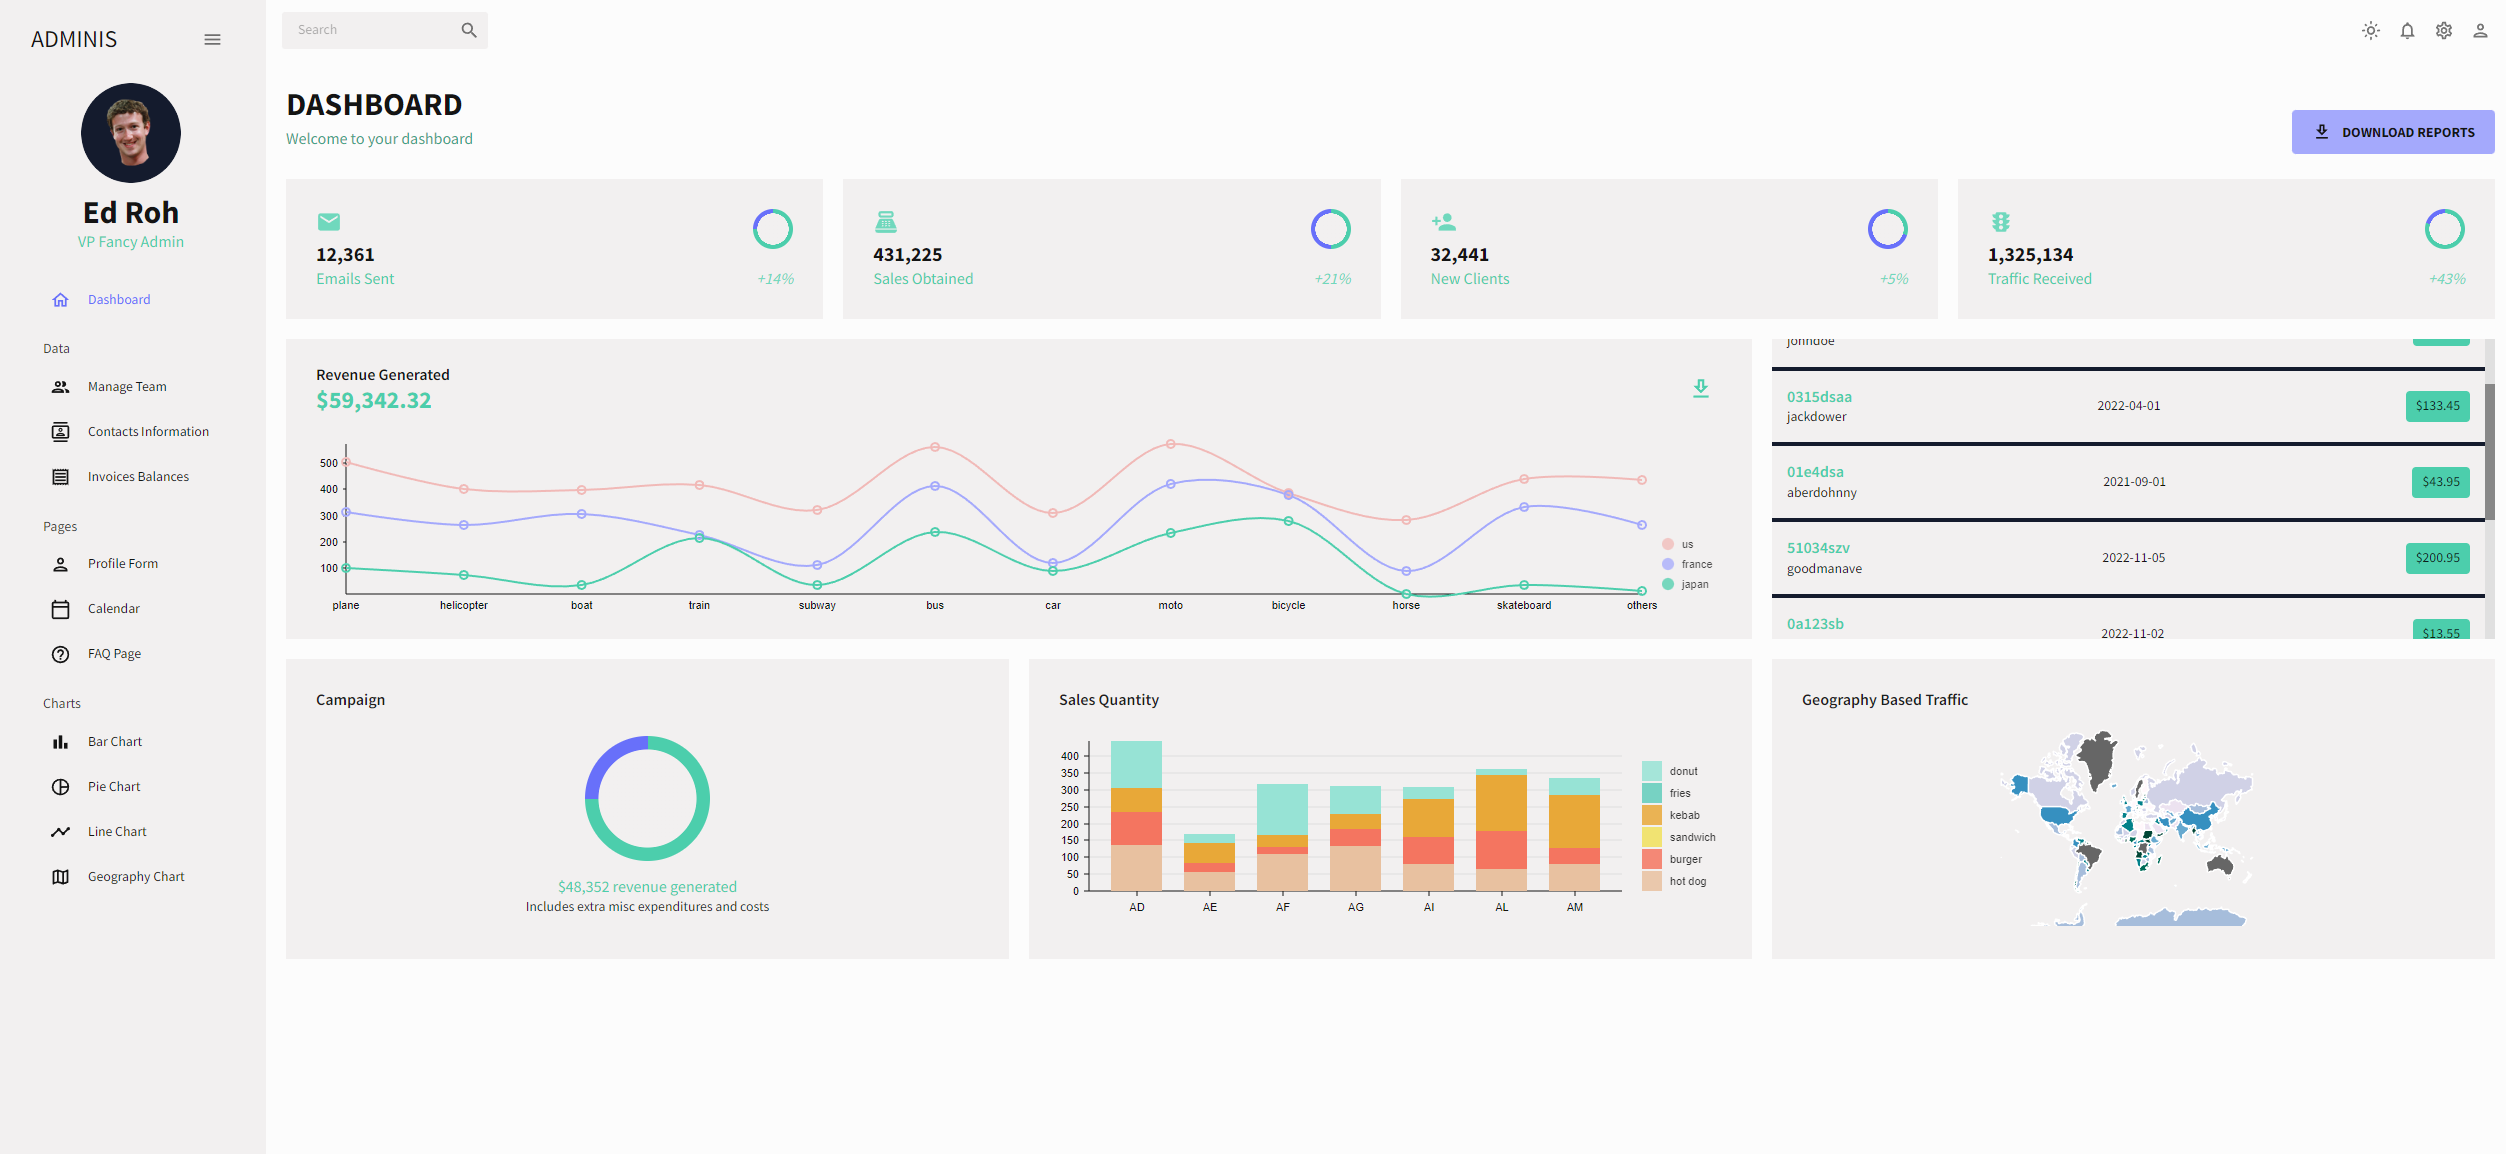 ADMINIS
Ed Roh
VP Fancy Admin
Dashboard
Data
Manage Team
Contacts Information
Invoices Balances
Pages
Profile Form
Calendar
FAQ Page
Charts
Bar Chart
Pie Chart
Line Chart
Geography Chart
Search
DASHBOARD
Welcome to your dashboard
DOWNLOAD REPORTS
12,361
Emails Sent
+14%
431,225
Sales Obtained
+21%
32,441
New Clients
+5%
1,325,134
Traffic Received
+43%
Revenue Generated
$59,342.32
500
400
300
200
100
plane helicopter boat train subway bus car moto bicycle horse skateboard others
us
france
japan
johndoe
0315dsaa
jackdower
2022-04-01
$133.45
01e4dsa
aberdohnny
2021-09-01
$43.95
51034szv
goodmanave
2022-11-05
$200.95
0a123sb
2022-11-02
$13.55
Campaign
$48,352 revenue generated
Includes extra misc expenditures and costs
Sales Quantity
400
350
300
250
200
150
100
50
0
AD AE AF AG AI AL AM
donut
fries
kebab
sandwich
burger
hot dog
Geography Based Traffic